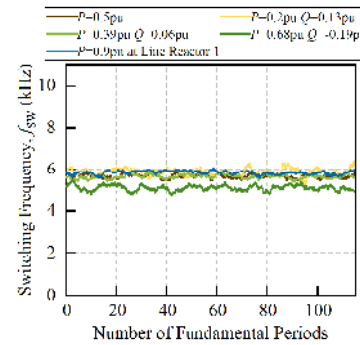 P=0.5pu P=0.2pu Q=0.13pu
P=0.39pu Q=0.06pu P=0.68pu Q=-0.19pu
P=0.9pu at Line Reactor 1
Switching Frequency, fsw (kHz)
10
8
6
4
2
0
0 20 40 60 80 100
Number of Fundamental Periods